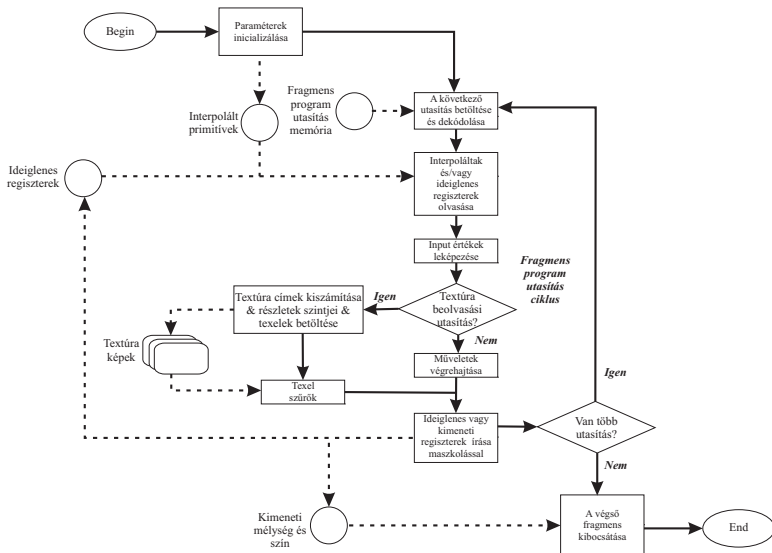 Begin
Paraméterek
inicializálása
Interpolált
primitívek
Fragmens
program
utasítás
memória
A következő
utasítás betöltése
és dekódolása
Ideiglenes
regiszterek
Interpoláltak
és/vagy
ideiglenes
regiszterek
olvasása
Input értékek
leképezése
Fragmens
program
utasítás
ciklus
Textúra címek kiszámítása
& részletek szintjei &
texelek betöltése
Igen
Textúra
beolvasási
utasítás?
Nem
Textúra
képek
Műveletek
végrehajtása
Igen
Texel
szűrők
Ideiglenes vagy
kimeneti
regiszterek írása
maszkolással
Van több
utasítás?
Nem
Kimeneti
mélység és
szín
A végső
fragmens
kibocsátása
End